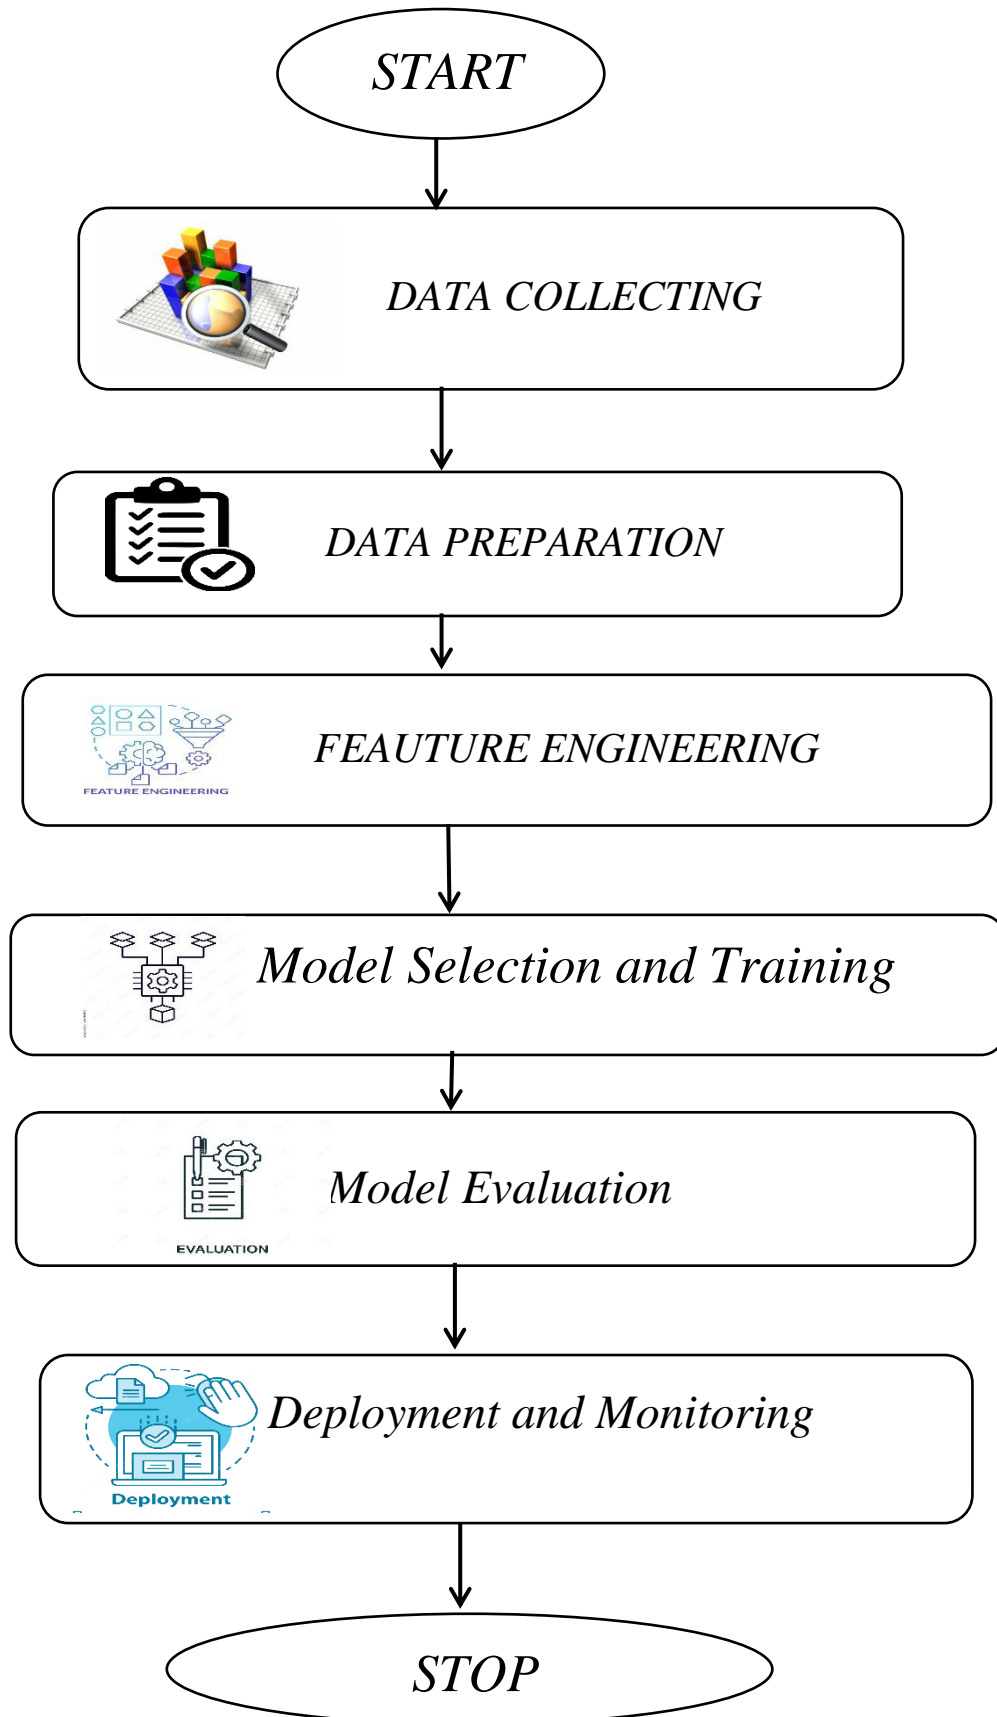 START
DATA COLLECTING
DATA PREPARATION
FEAUTURE ENGINEERING
FEATURE ENGINEERING
Model Selection and Training
Model Evaluation
EVALUATION
Deployment and Monitoring
Deployment
STOP